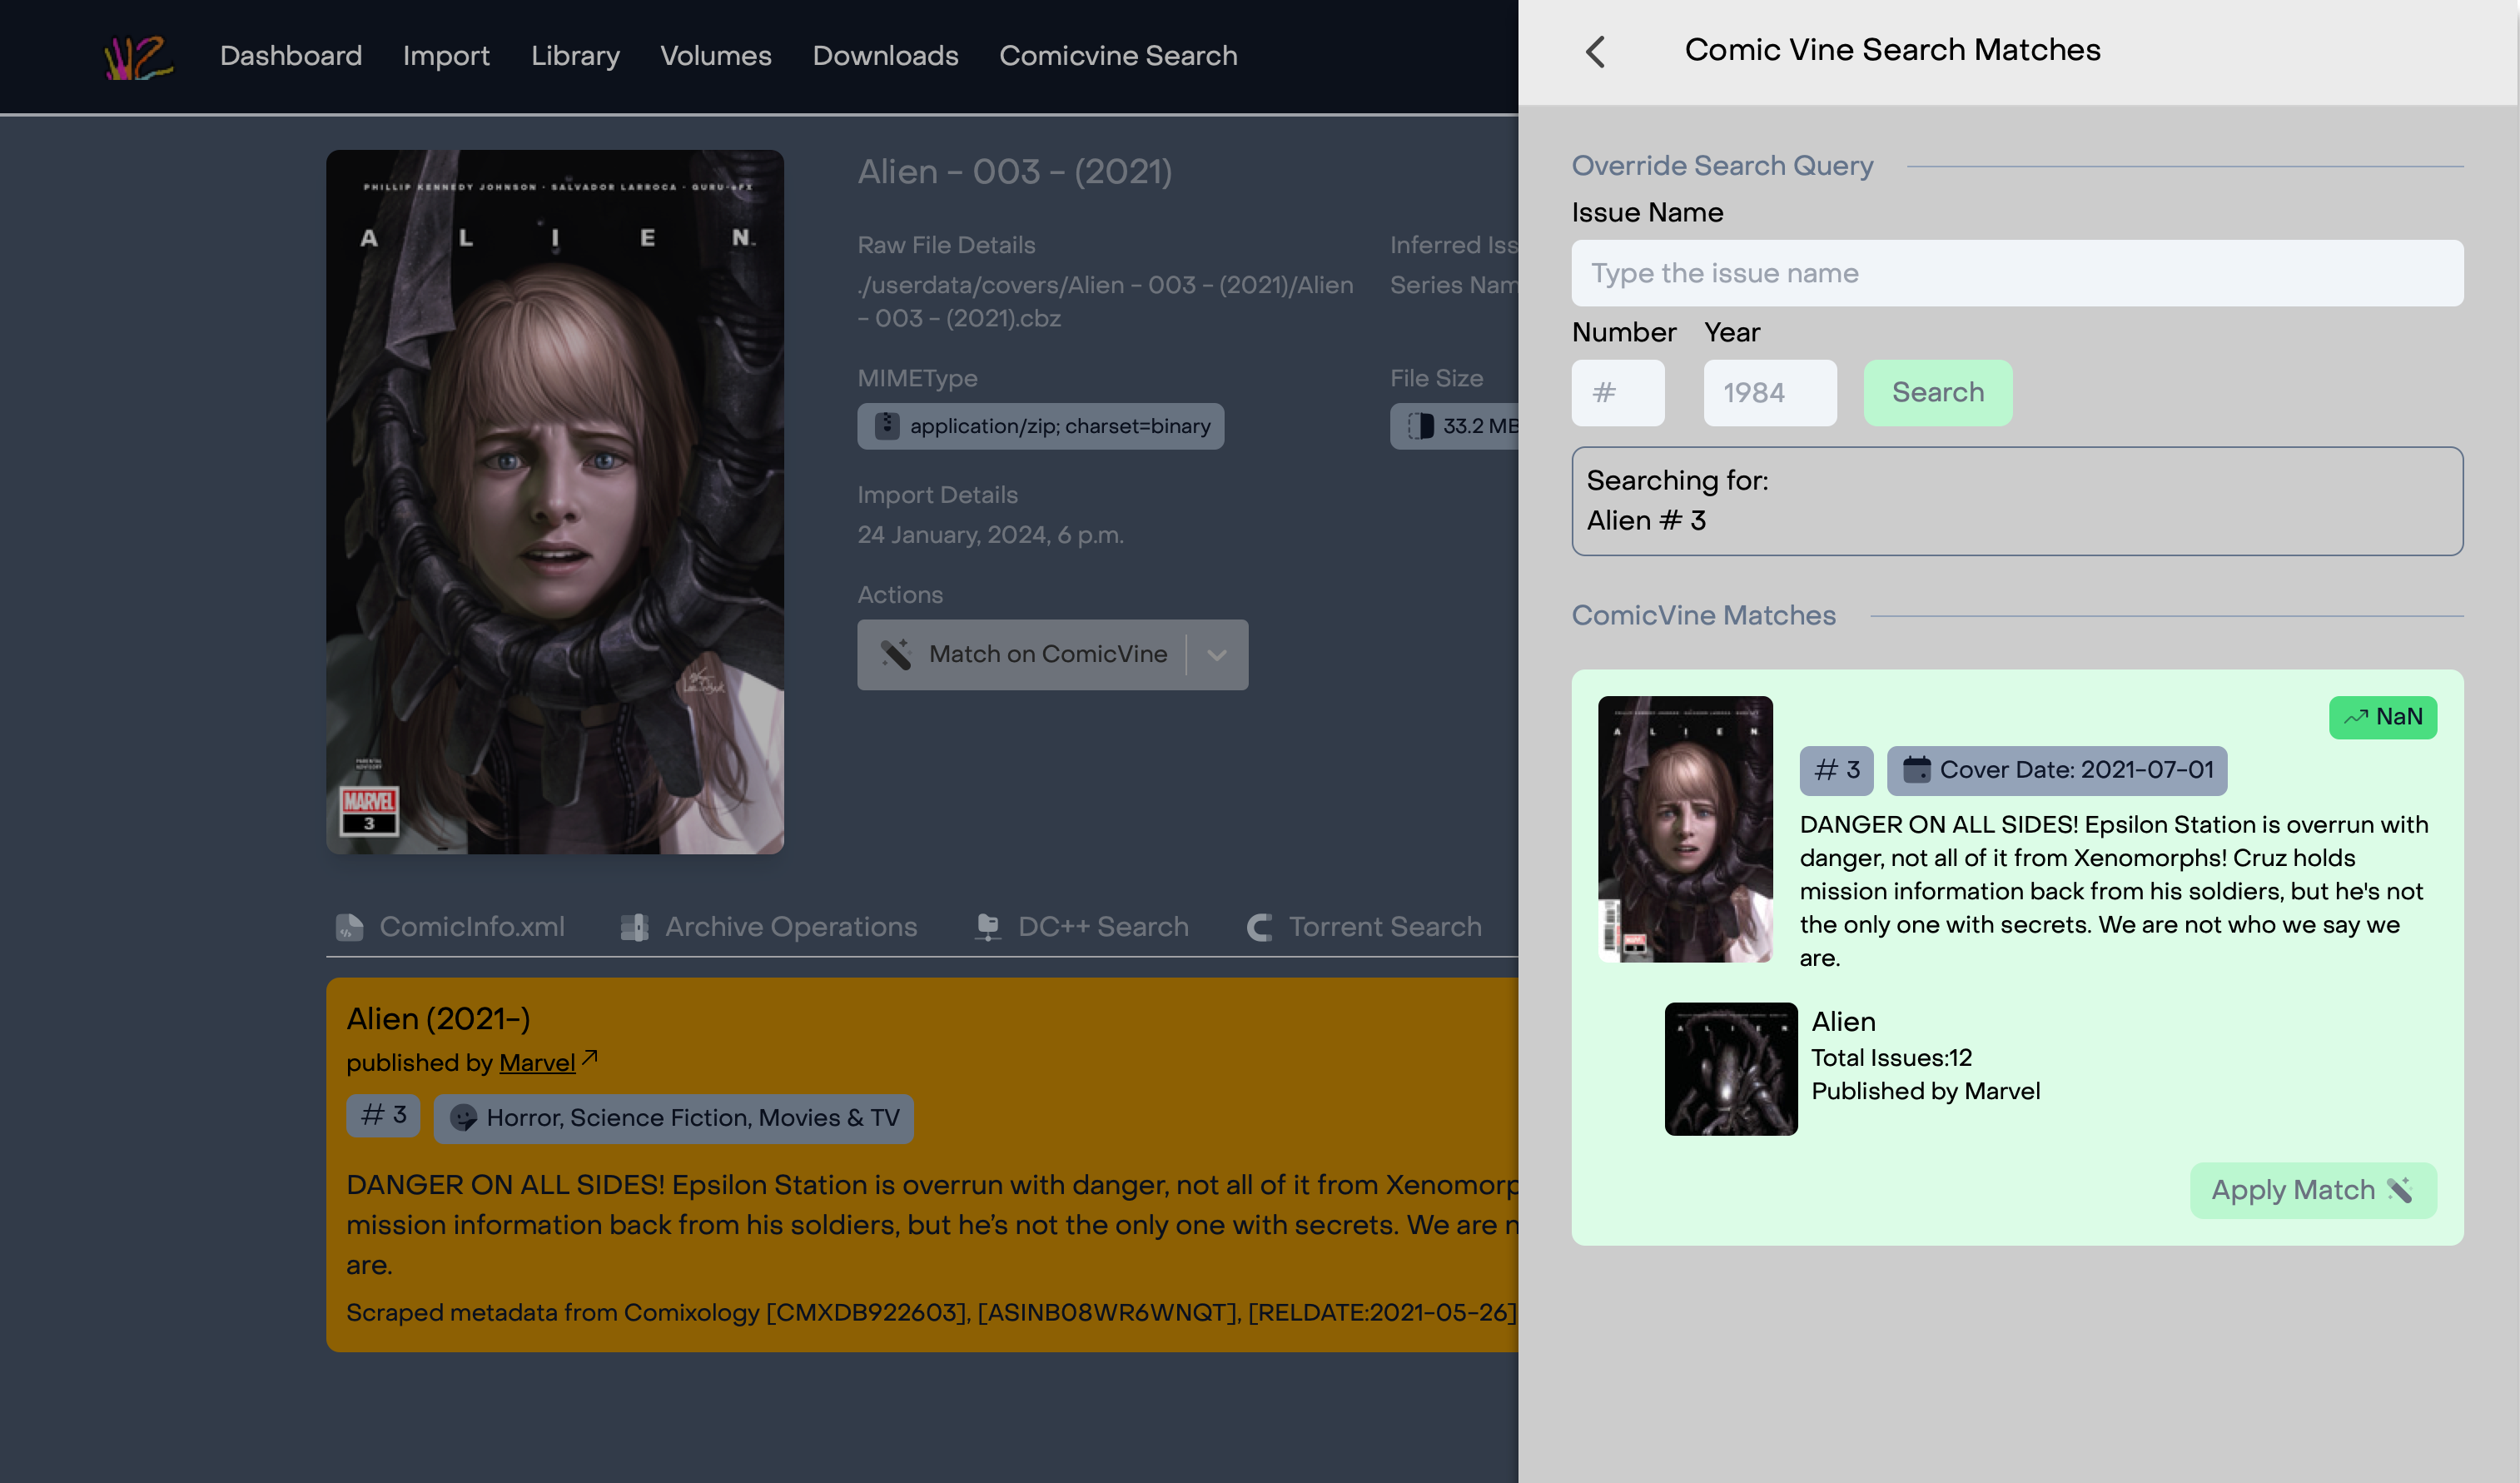 Dashboard Import Library Volumes Downloads Comicvine Search
PHILLIP KENNEDY JOHNSON · SALVADOR LARROCA · GURU-eFX
ALIEN
PARENTAL ADVISORY
MARVEL
3
Alien - 003 - (2021)
Raw File Details
./userdata/covers/Alien - 003 - (2021)/Alien
- 003 - (2021).cbz
MIMEType
application/zip; charset=binary
Import Details
24 January, 2024, 6 p.m.
Actions
Match on ComicVine
Inferred Iss
Series Nam
File Size
33.2 MB
ComicInfo.xml Archive Operations DC++ Search Torrent Search
Alien (2021-)
published by Marvel
# 3 Horror, Science Fiction, Movies & TV
DANGER ON ALL SIDES! Epsilon Station is overrun with danger, not all of it from Xenomorp
mission information back from his soldiers, but he’s not the only one with secrets. We are n
are.
Scraped metadata from Comixology [CMXDB922603], [ASINB08WR6WNQT], [RELDATE:2021-05-26]
Comic Vine Search Matches
Override Search Query
Issue Name
Type the issue name
Number Year
# 1984 Search
Searching for:
Alien # 3
ComicVine Matches
NaN
ALIEN
# 3 Cover Date: 2021-07-01
DANGER ON ALL SIDES! Epsilon Station is overrun with
danger, not all of it from Xenomorphs! Cruz holds
mission information back from his soldiers, but he's not
the only one with secrets. We are not who we say we
are.
ALIEN
Alien
Total Issues:12
Published by Marvel
Apply Match